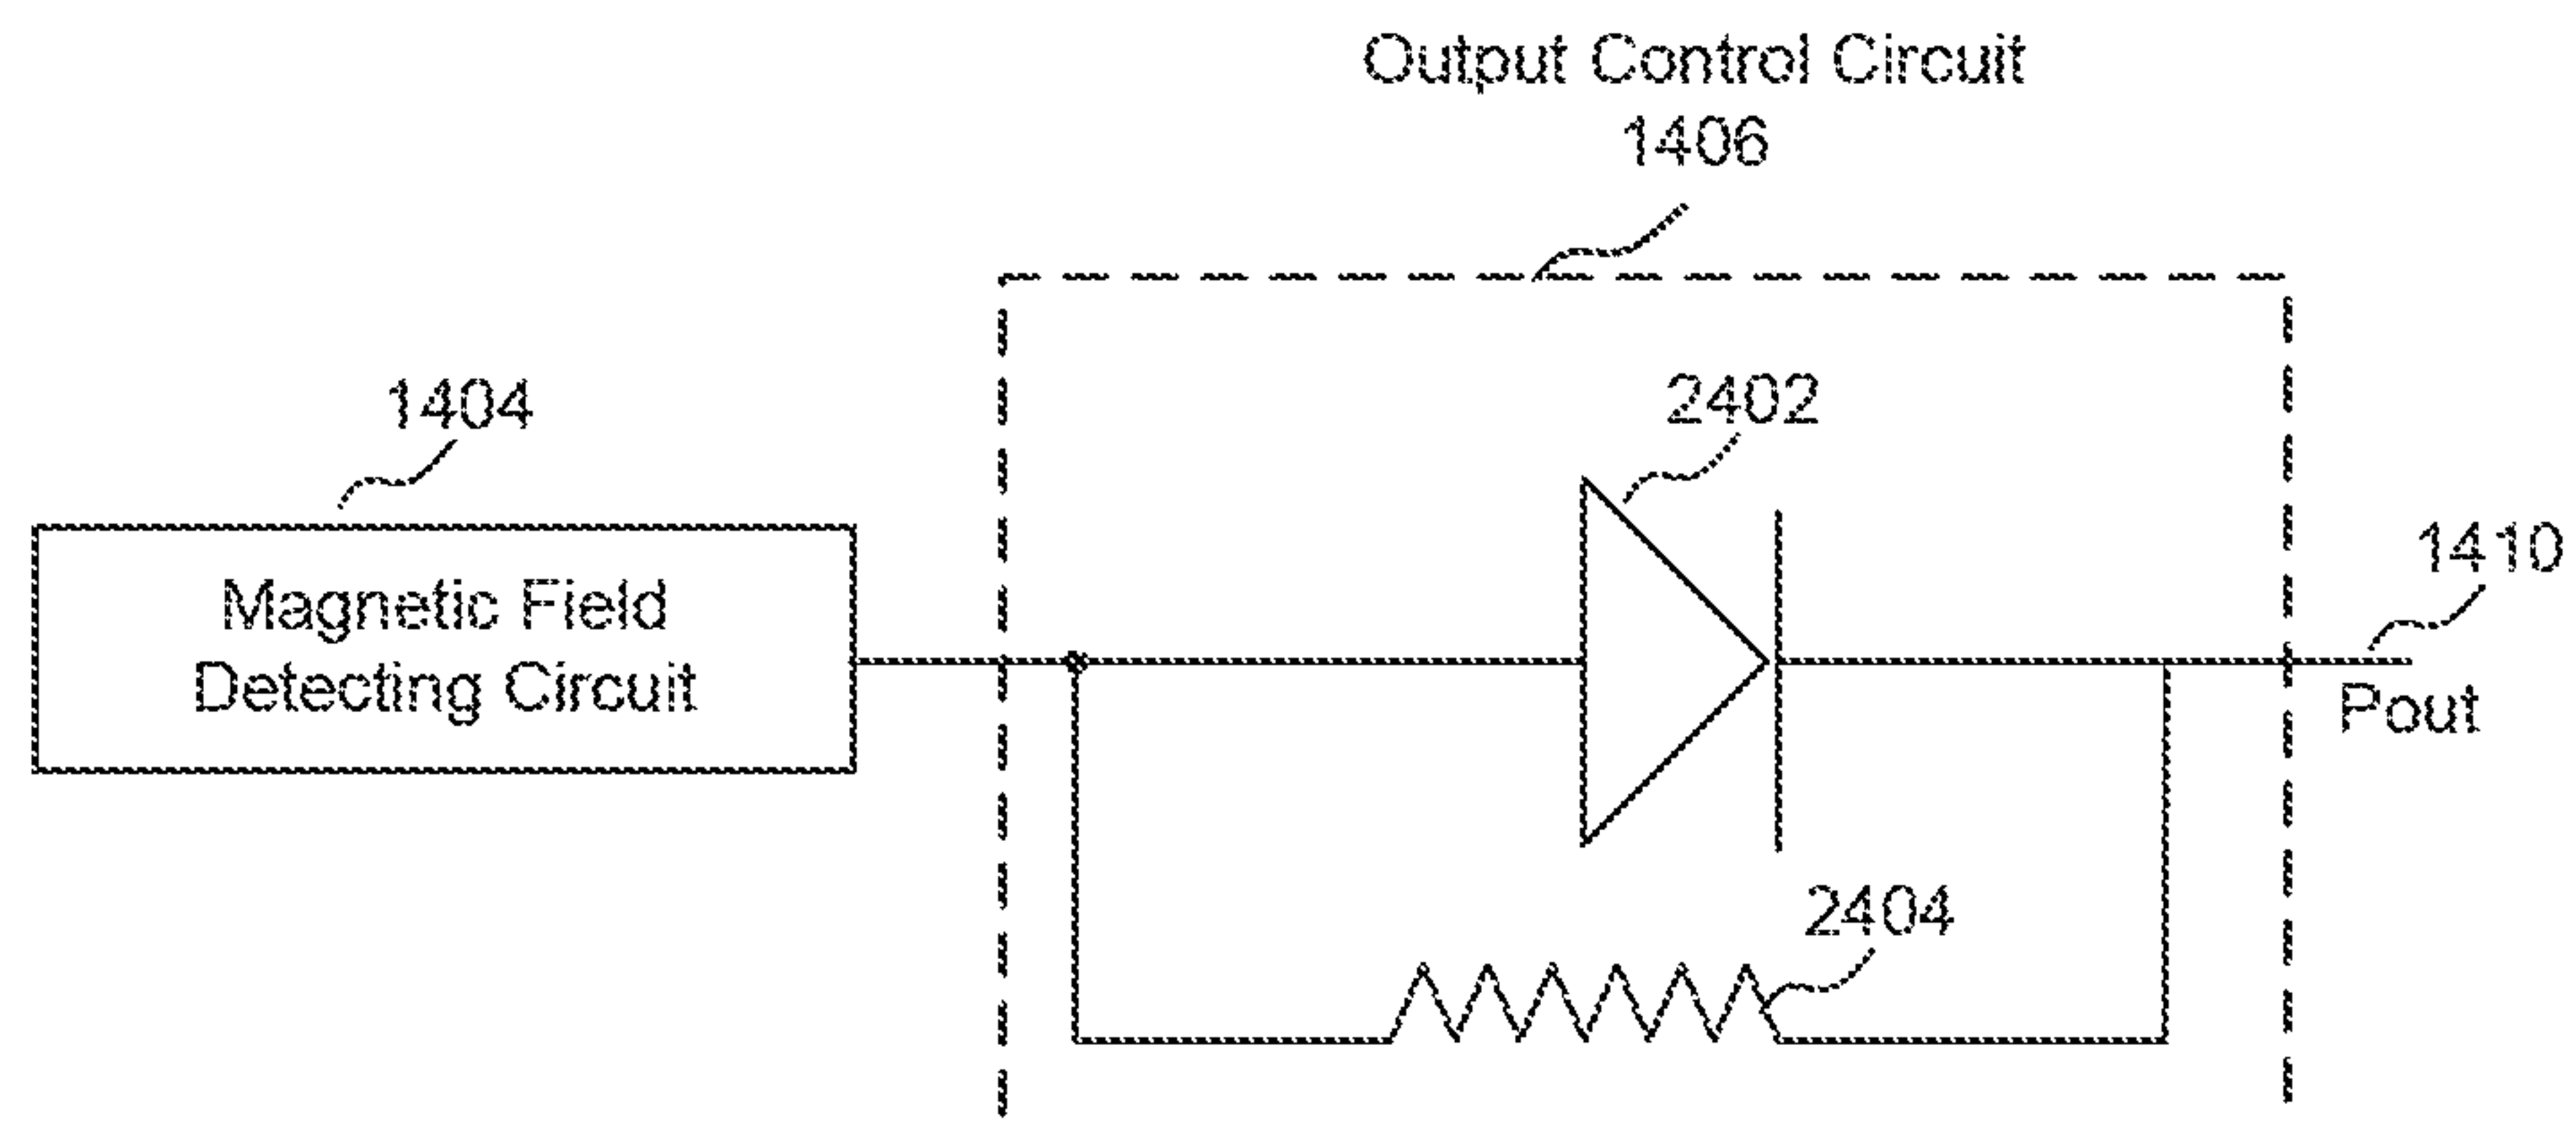 Output Control Circuit
1406
1404
2402
1410
Magnetic Field
Detecting Circuit
Pout
2404